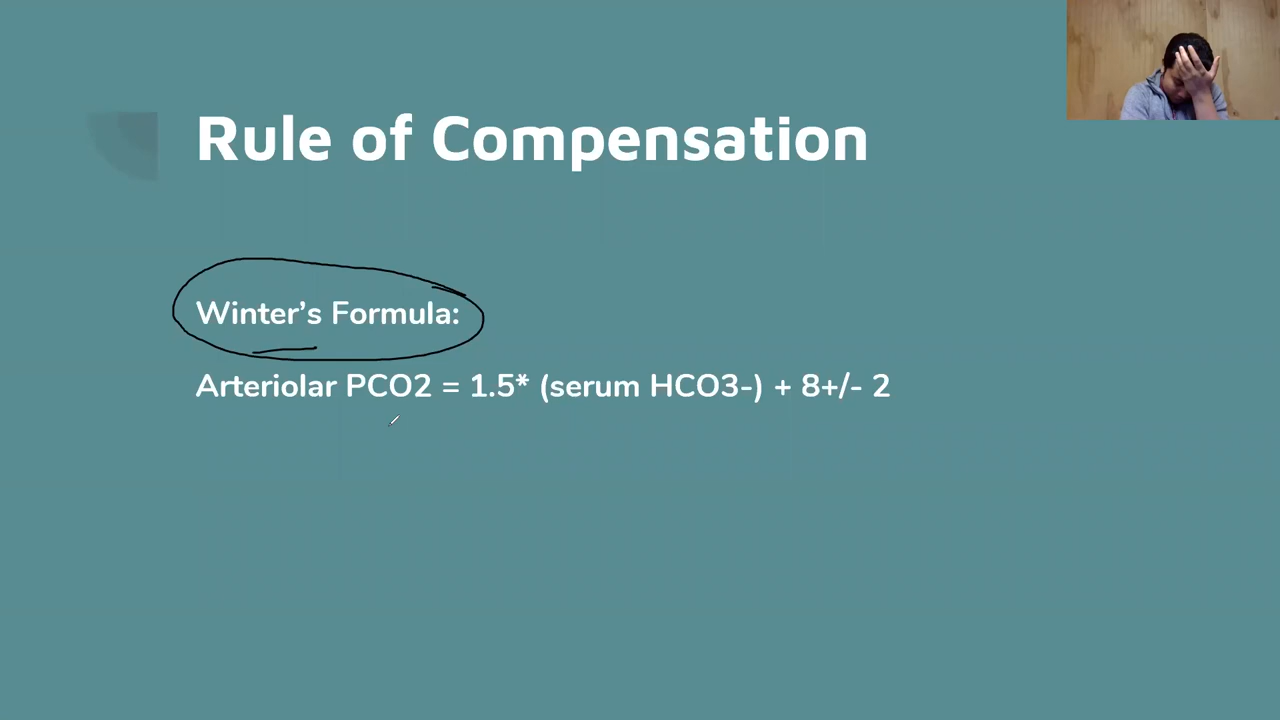 Rule of Compensation
Winter's Formula:
Arteriolar PCO2 = 1.5* (serum HCO3-) + 8+/- 2